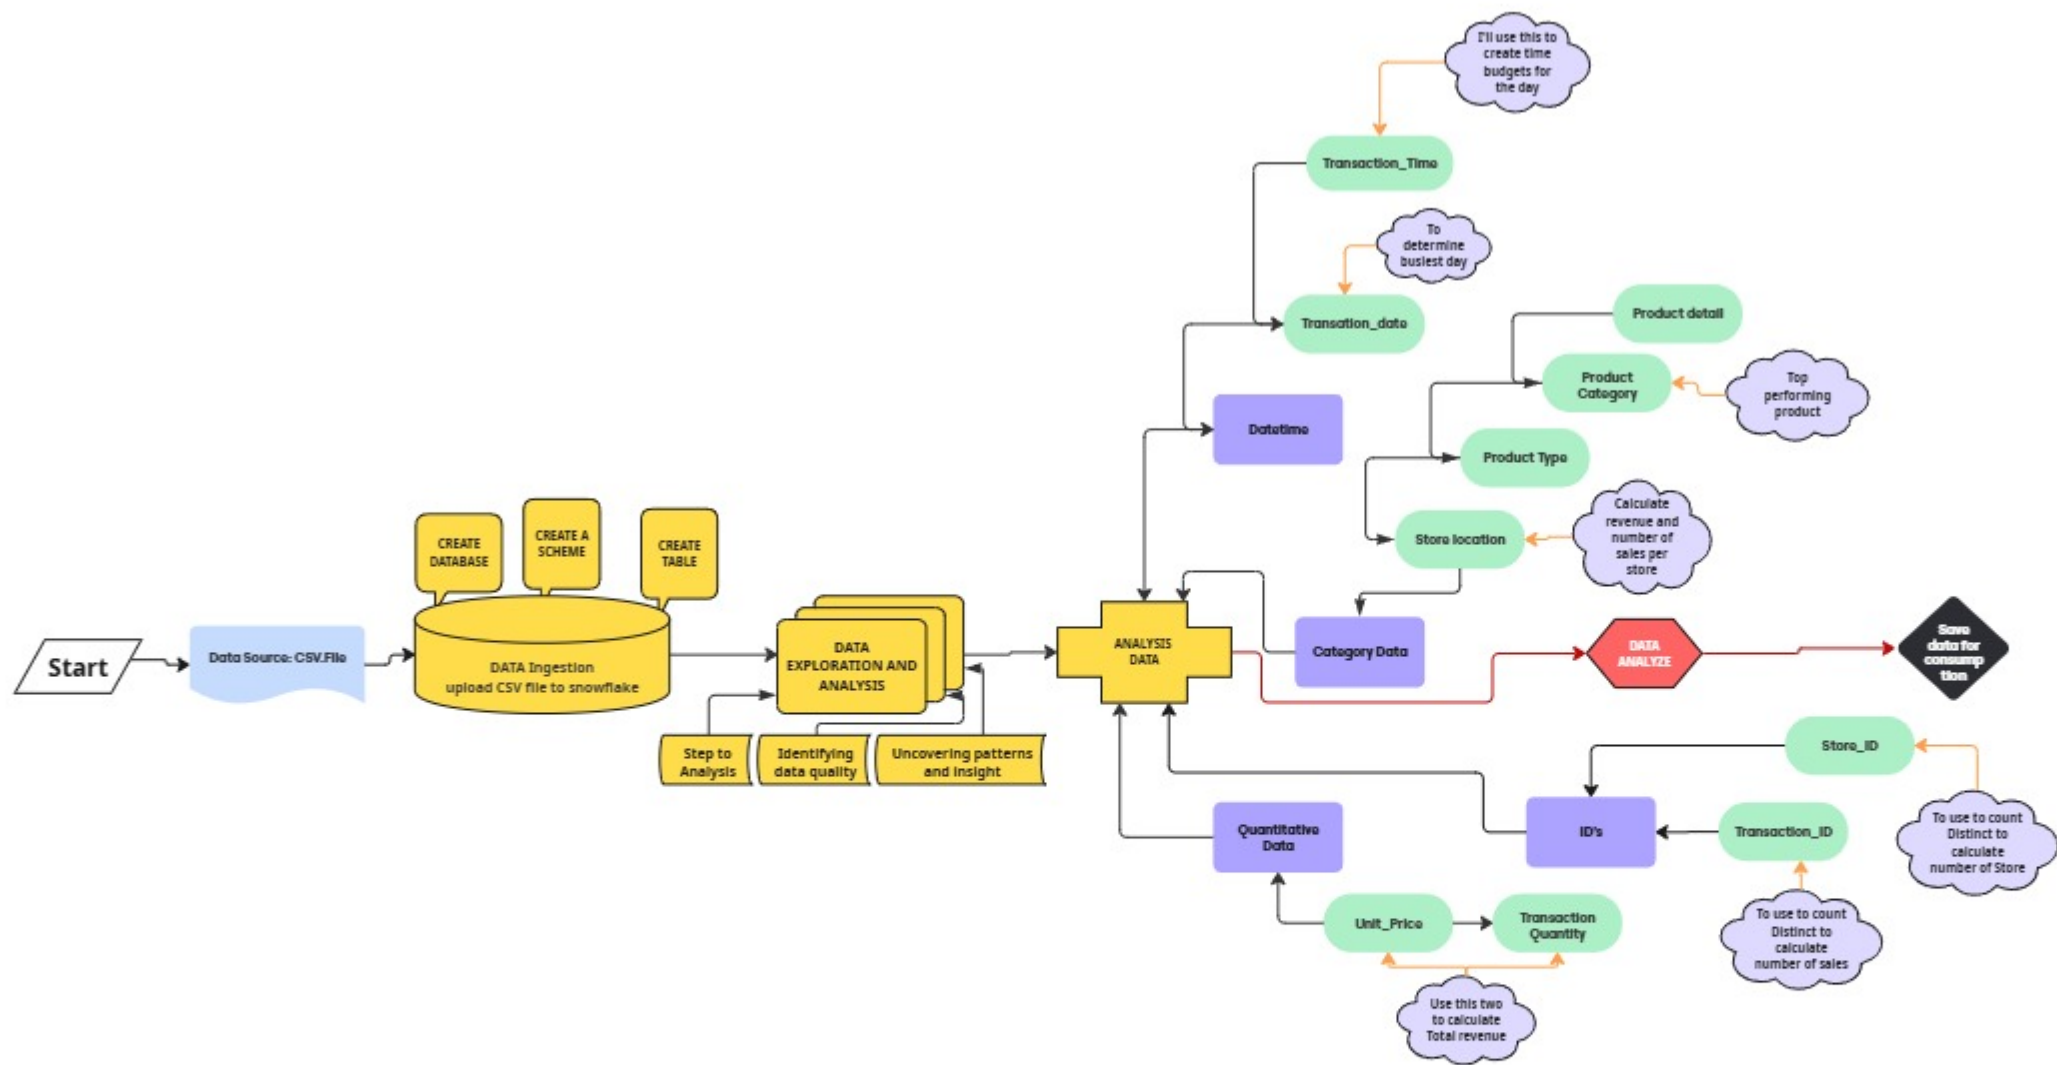 I'll use this to
create time
budgets for
the day
Transaction_Time
To
determine
busiest day
Transation_date
Product detail
Product
Category
Top
performing
product
Datetime
Product Type
Calculate
revenue and
number of
sales per
store
Store location
CREATE
DATABASE
CREATE A
SCHEME
CREATE
TABLE
Start
Data Source: CSV.File
DATA Ingestion
upload CSV file to snowflake
DATA
EXPLORATION AND
ANALYSIS
ANALYSIS
DATA
Category Data
DATA
ANALYZE
Save
data for
consump
tion
Step to
Analysis
Identifying
data quality
Uncovering patterns
and insight
Store_ID
Quantitative
Data
ID's
Transaction_ID
To use to count
Distinct to
calculate
number of Store
Unit_Price
Transaction
Quantity
To use to count
Distinct to
calculate
number of sales
Use this two
to calculate
Total revenue